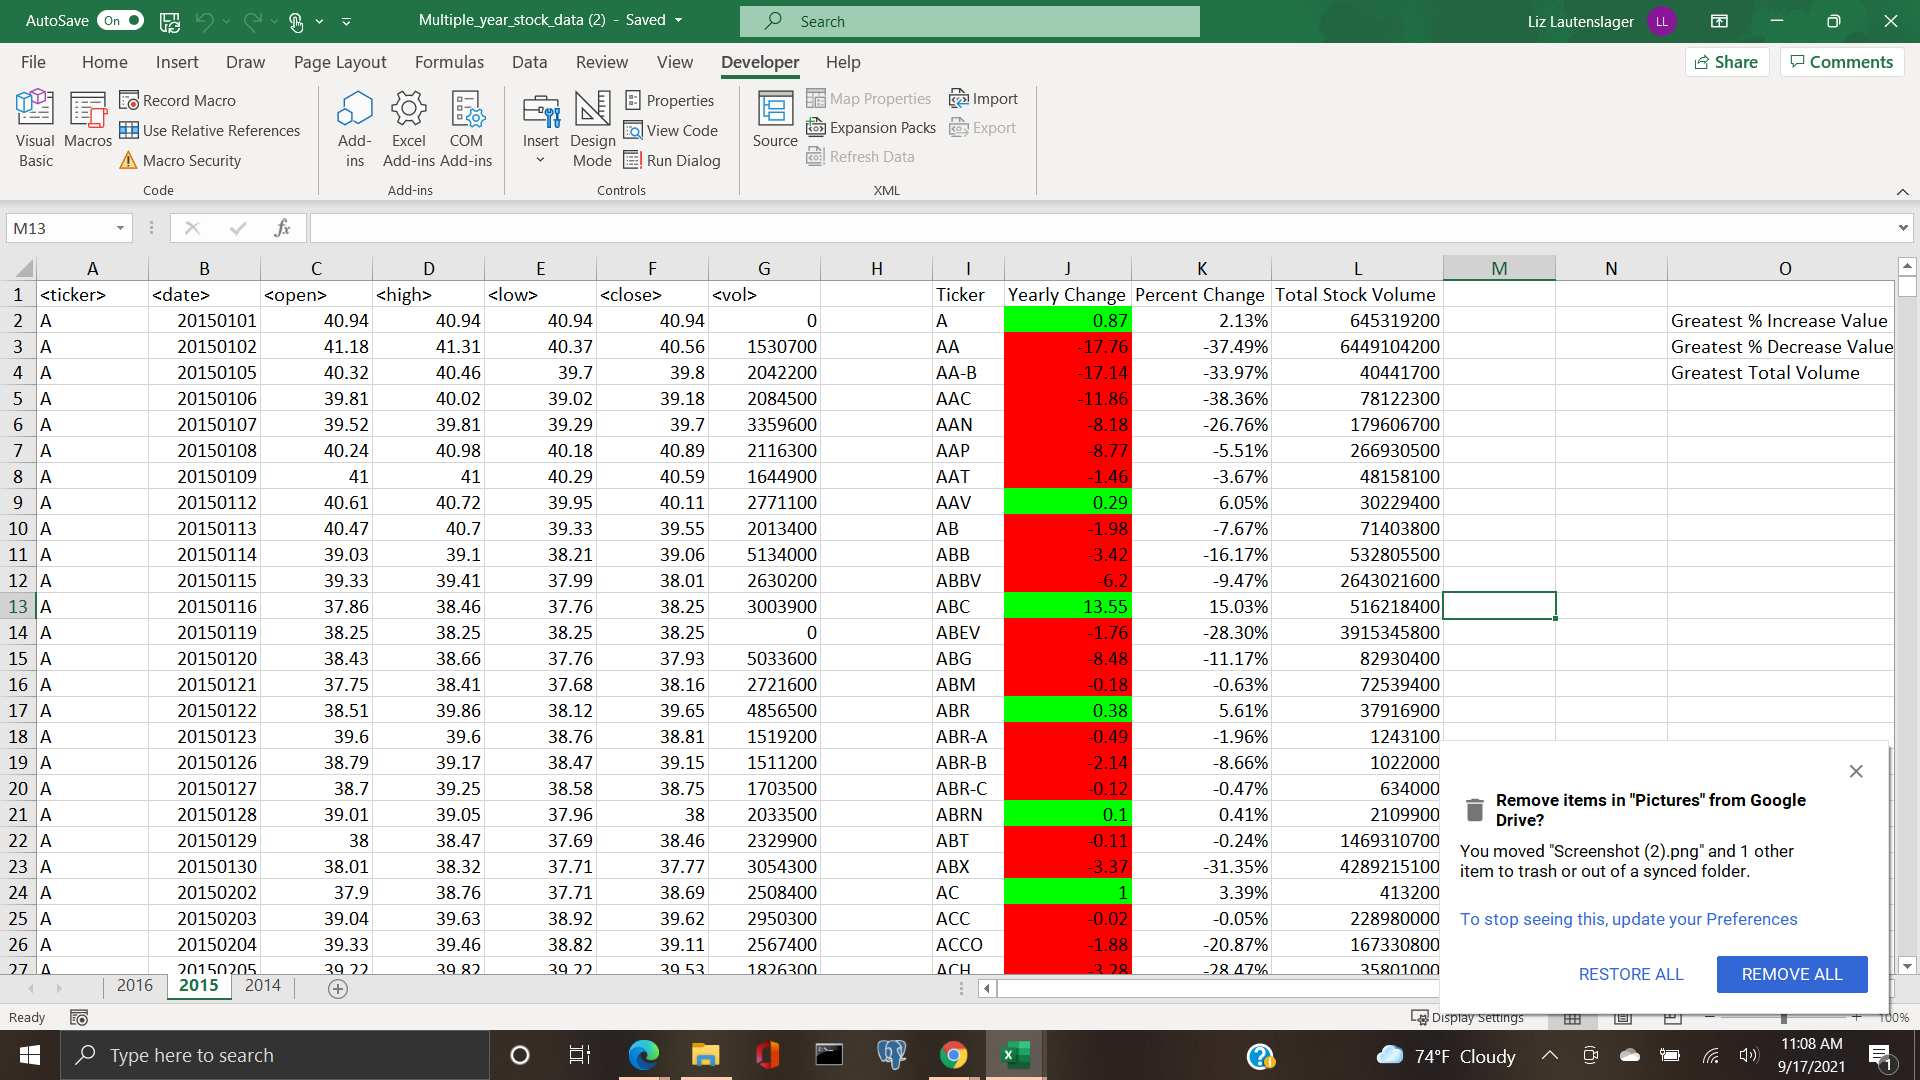 AutoSave On Multiple_year_stock_data (2) - Saved Search Liz Lautenslager LL
File Home Insert Draw Page Layout Formulas Data Review View Developer Help Share Comments
Visual Basic
Macros
Record Macro
Use Relative References
Macro Security
Code
Add-ins
Excel Add-ins
COM Add-ins
Add-ins
Insert
Design Mode
Properties
View Code
Run Dialog
Controls
Source
Map Properties
Expansion Packs
Refresh Data
Import
Export
XML
M13 fx
A B C D E F G H I J K L M N O
1 <ticker> <date> <open> <high> <low> <close> <vol> Ticker Yearly Change Percent Change Total Stock Volume
2 A 20150101 40.94 40.94 40.94 40.94 0 A 0.87 2.13% 645319200 Greatest % Increase Value
3 A 20150102 41.18 41.31 40.37 40.56 1530700 AA -17.76 -37.49% 6449104200 Greatest % Decrease Value
4 A 20150105 40.32 40.46 39.7 39.8 2042200 AA-B -17.14 -33.97% 40441700 Greatest Total Volume
5 A 20150106 39.81 40.02 39.02 39.18 2084500 AAC -11.86 -38.36% 78122300
6 A 20150107 39.52 39.81 39.29 39.7 3359600 AAN -8.18 -26.76% 179606700
7 A 20150108 40.24 40.98 40.18 40.89 2116300 AAP -8.77 -5.51% 266930500
8 A 20150109 41 41 40.29 40.59 1644900 AAT -1.46 -3.67% 48158100
9 A 20150112 40.61 40.72 39.95 40.11 2771100 AAV 0.29 6.05% 30229400
10 A 20150113 40.47 40.7 39.33 39.55 2013400 AB -1.98 -7.67% 71403800
11 A 20150114 39.03 39.1 38.21 39.06 5134000 ABB -3.42 -16.17% 532805500
12 A 20150115 39.33 39.41 37.99 38.01 2630200 ABBV -6.2 -9.47% 2643021600
13 A 20150116 37.86 38.46 37.76 38.25 3003900 ABC 13.55 15.03% 516218400
14 A 20150119 38.25 38.25 38.25 38.25 0 ABEV -1.76 -28.30% 3915345800
15 A 20150120 38.43 38.66 37.76 37.93 5033600 ABG -8.48 -11.17% 82930400
16 A 20150121 37.75 38.41 37.68 38.16 2721600 ABM -0.18 -0.63% 72539400
17 A 20150122 38.51 39.86 38.12 39.65 4856500 ABR 0.38 5.61% 37916900
18 A 20150123 39.6 39.6 38.76 38.81 1519200 ABR-A -0.49 -1.96% 1243100
19 A 20150126 38.79 39.17 38.47 39.15 1511200 ABR-B -2.14 -8.66% 1022000
20 A 20150127 38.7 39.25 38.58 38.75 1703500 ABR-C -0.12 -0.47% 634000
21 A 20150128 39.01 39.05 37.96 38 2033500 ABRN 0.1 0.41% 2109900
22 A 20150129 38 38.47 37.69 38.46 2329900 ABT -0.11 -0.24% 1469310700
23 A 20150130 38.01 38.32 37.71 37.77 3054300 ABX -3.37 -31.35% 4289215100
24 A 20150202 37.9 38.76 37.71 38.69 2508400 AC 1 3.39% 413200
25 A 20150203 39.04 39.63 38.92 39.62 2950300 ACC -0.02 -0.05% 228980000
26 A 20150204 39.33 39.46 38.82 39.11 2567400 ACCO -1.88 -20.87% 167330800
27 A 20150205 39.22 39.82 39.22 39.53 1826300 ACH -3.28 -28.47% 35801000
Remove items in "Pictures" from Google
Drive?
You moved "Screenshot (2).png" and 1 other
item to trash or out of a synced folder.
To stop seeing this, update your Preferences
RESTORE ALL REMOVE ALL
2016 2015 2014
Ready Display Settings 100%
Type here to search 74°F Cloudy 11:08 AM
9/17/2021 1